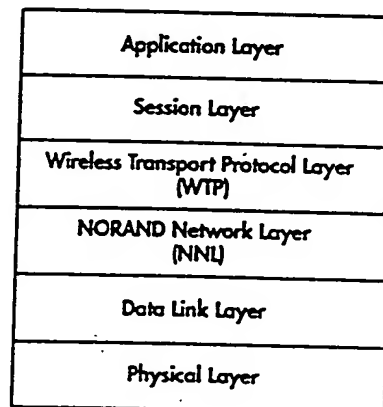 Application Layer
Session Layer
Wireless Transport Protocol Layer
(WTP)
NORAND Network Layer
(NNL)
Data Link Layer
Physical Layer